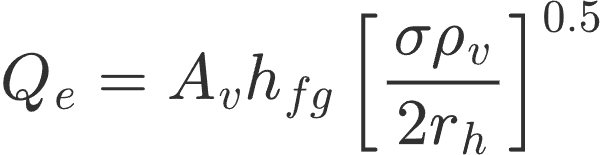 Q_e = A_v h_{fg} \left[ \frac{\sigma \rho_v}{2 r_h} \right]^{0.5}